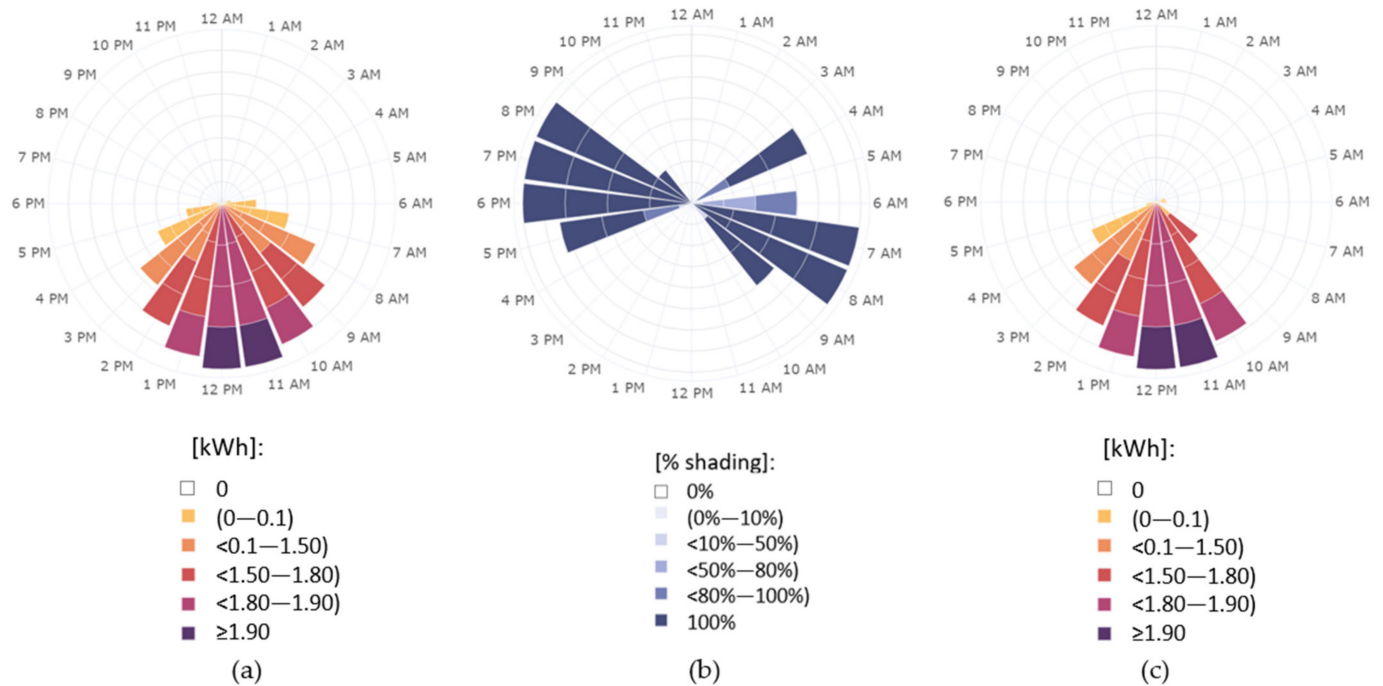 12 AM
1 AM
2 AM
3 AM
4 AM
5 AM
6 AM
7 AM
8 AM
9 AM
10 AM
11 AM
12 PM
1 PM
2 PM
3 PM
4 PM
5 PM
6 PM
7 PM
8 PM
9 PM
10 PM
11 PM
[kWh]:
0
(0—0.1)
<0.1—1.50)
<1.50—1.80)
<1.80—1.90)
≥1.90
(a)
12 AM
1 AM
2 AM
3 AM
4 AM
5 AM
6 AM
7 AM
8 AM
9 AM
10 AM
11 AM
12 PM
1 PM
2 PM
3 PM
4 PM
5 PM
6 PM
7 PM
8 PM
9 PM
10 PM
11 PM
[% shading]:
0%
(0%—10%)
<10%—50%)
<50%—80%)
<80%—100%)
100%
(b)
12 AM
1 AM
2 AM
3 AM
4 AM
5 AM
6 AM
7 AM
8 AM
9 AM
10 AM
11 AM
12 PM
1 PM
2 PM
3 PM
4 PM
5 PM
6 PM
7 PM
8 PM
9 PM
10 PM
11 PM
[kWh]:
0
(0—0.1)
<0.1—1.50)
<1.50—1.80)
<1.80—1.90)
≥1.90
(c)